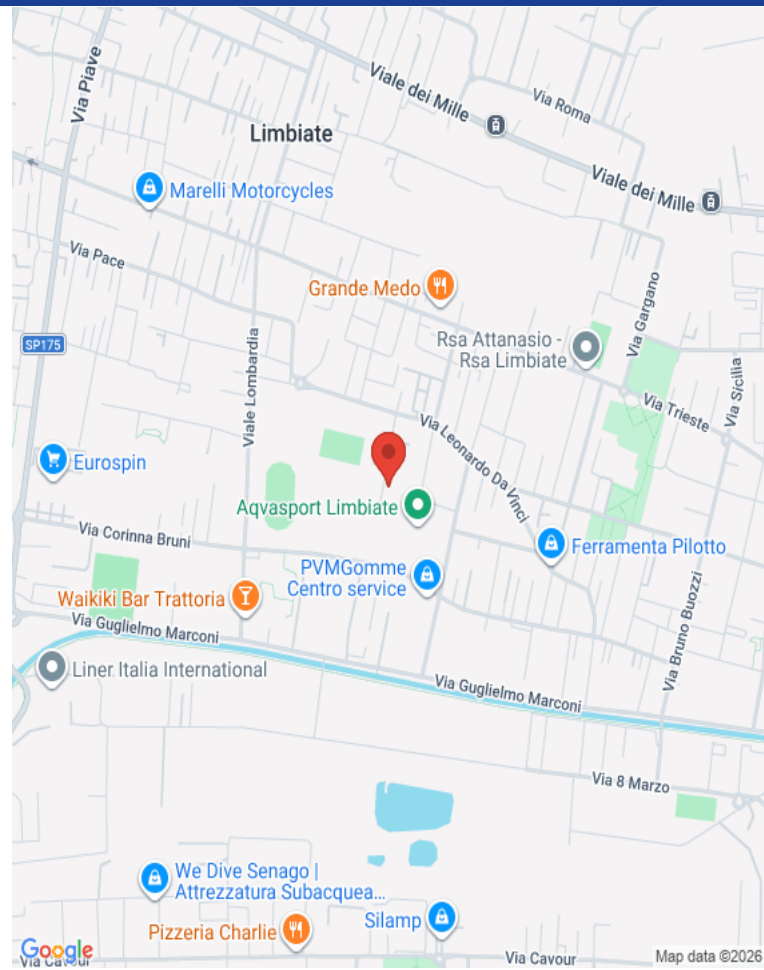 Via Piave
Viale dei Mille
Via Roma
Limbiate
Viale dei Mille
Marelli Motorcycles
Via Pace
Grande Medo
Via Gargano
Rsa Attanasio -
Rsa Limbiate
SP175
Viale Lombardia
Via Sicilia
Via Trieste
Via Leonardo Da Vinci
Eurospin
Aqvasport Limbiate
Via Corinna Bruni
Ferramenta Pilotto
PVMGomme
Centro service
Waikiki Bar Trattoria
Via Guglielmo Marconi
Via Bruno Buozzi
Liner Italia International
Via Guglielmo Marconi
Via 8 Marzo
We Dive Senago |
Attrezzatura Subacquea...
Silamp
Pizzeria Charlie
Google
Via Cavour
Via Cavour
Map data ©2026